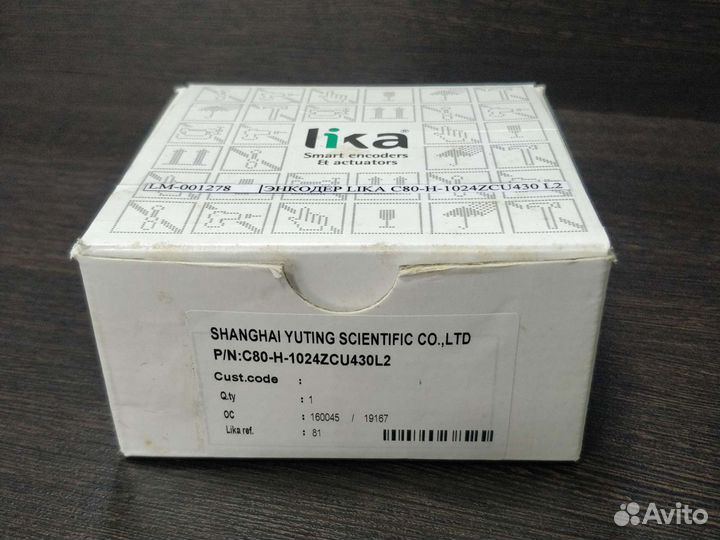 lika®
Smart encoders
& actuators
LM-001278 ЭНКОДЕР LIKA C80-H-1024ZCU430 L2
SHANGHAI YUTING SCIENTIFIC CO.,LTD
P/N:C80-H-1024ZCU430L2
Cust.code :
Q.ty : 1
OC : 160045 / 19167
Lika ref. : 81
Avito